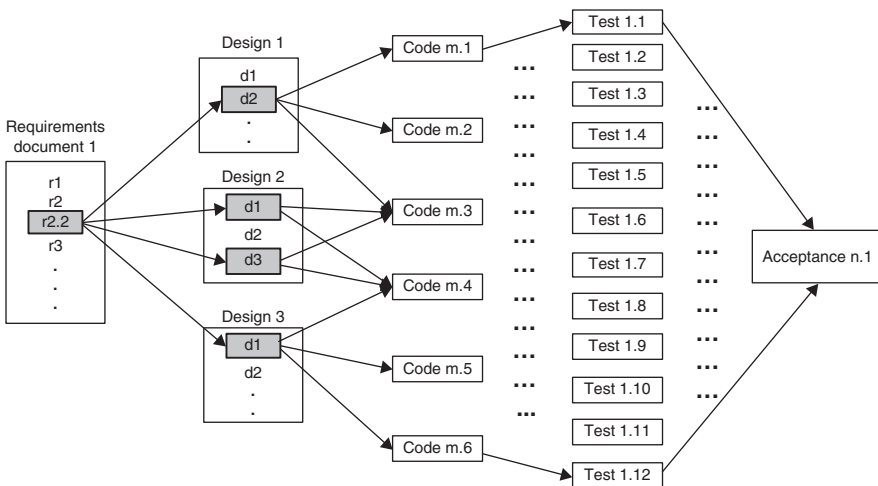 Requirements
document 1
r1
r2
r2.2
r3
.
.
.
Design 1
d1
d2
.
.
Design 2
d1
d2
d3
Design 3
d1
d2
.
.
Code m.1
Code m.2
Code m.3
Code m.4
Code m.5
Code m.6
...
...
...
...
...
...
...
...
...
...
...
...
...
Test 1.1
Test 1.2
Test 1.3
Test 1.4
Test 1.5
Test 1.6
Test 1.7
Test 1.8
Test 1.9
Test 1.10
Test 1.11
Test 1.12
...
...
...
...
...
...
...
...
...
...
...
Acceptance n.1